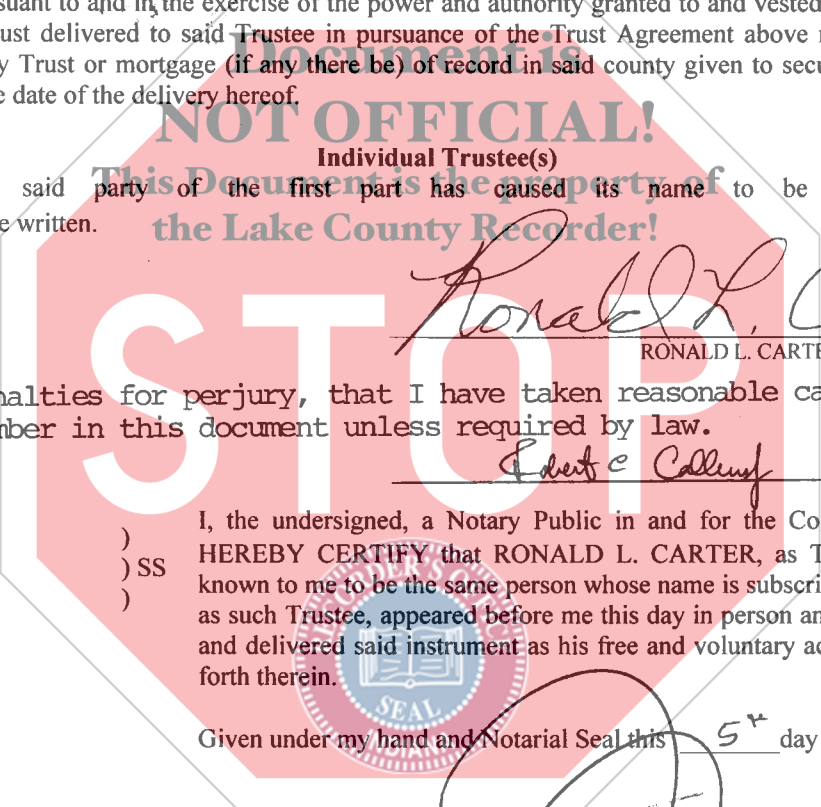 suant to and in the exercise of the power and authority granted to and vested
ust delivered to said Trustee in pursuance of the Trust Agreement above
y Trust or mortgage (if any there be) of record in said county given to secu
e date of the delivery hereof.
Document is
NOT OFFICIAL!
Individual Trustee(s)
This Document is the property of
the Lake County Recorder!
said party of the first part has caused its name to be
e written.
Ronald L. C
RONALD L. CARTE
STOP
nalties for perjury, that I have taken reasonable ca
mber in this document unless required by law.
Robert C
)
) SS
)
I, the undersigned, a Notary Public in and for the Co
HEREBY CERTIFY that RONALD L. CARTER, as T
known to me to be the same person whose name is subscri
as such Trustee, appeared before me this day in person an
and delivered said instrument as his free and voluntary ac
forth therein.
SEAL
INDIANA
Given under my hand and Notarial Seal this 5th day